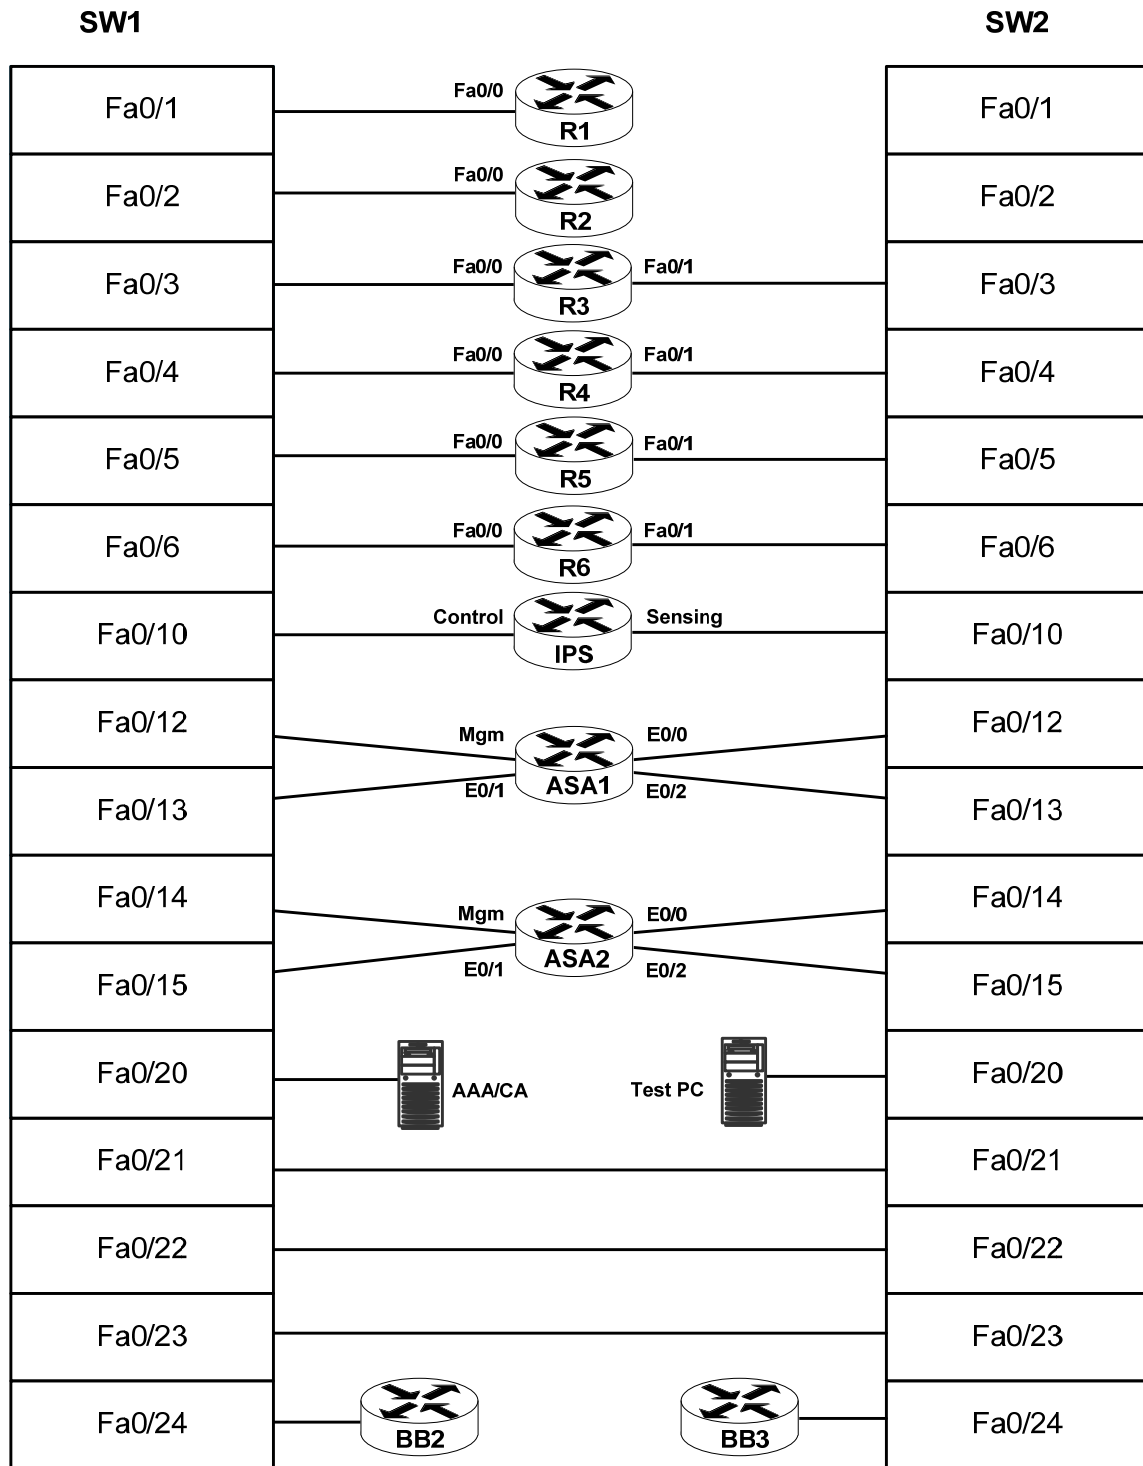 SW1 SW2
Fa0/1 Fa0/0 R1 Fa0/1
Fa0/2 Fa0/0 R2 Fa0/2
Fa0/3 Fa0/0 R3 Fa0/1 Fa0/3
Fa0/4 Fa0/0 R4 Fa0/1 Fa0/4
Fa0/5 Fa0/0 R5 Fa0/1 Fa0/5
Fa0/6 Fa0/0 R6 Fa0/1 Fa0/6
Fa0/10 Control IPS Sensing Fa0/10
Fa0/12 Mgm E0/0 Fa0/12
Fa0/13 E0/1 ASA1 E0/2 Fa0/13
Fa0/14 Mgm E0/0 Fa0/14
Fa0/15 E0/1 ASA2 E0/2 Fa0/15
Fa0/20 AAA/CA Test PC Fa0/20
Fa0/21 Fa0/21
Fa0/22 Fa0/22
Fa0/23 Fa0/23
Fa0/24 BB2 BB3 Fa0/24